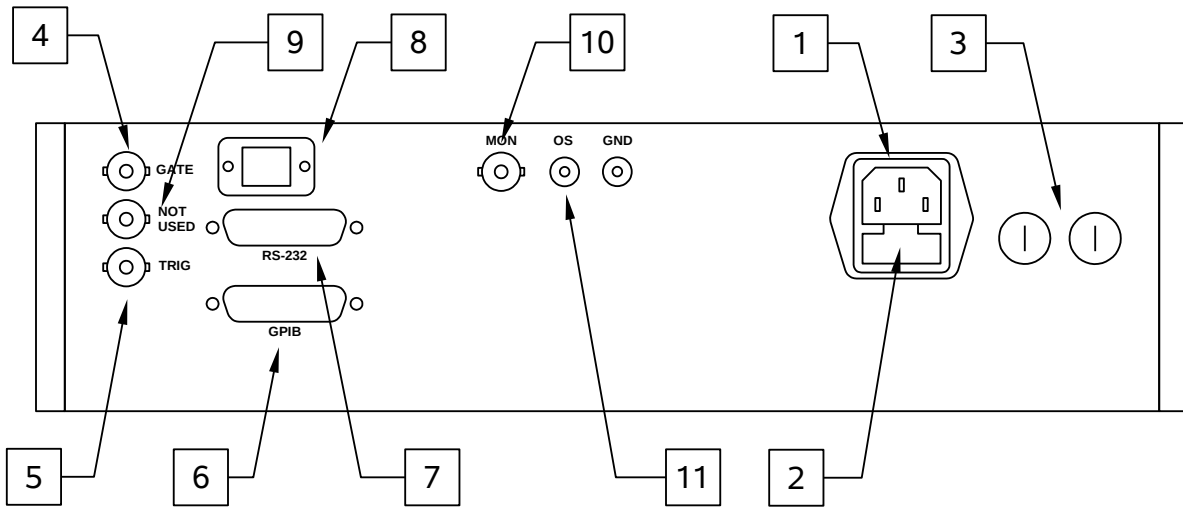 4
9
8
10
1
3
MON
OS
GND
GATE
NOT
USED
TRIG
RS-232
GPIB
5
6
7
11
2